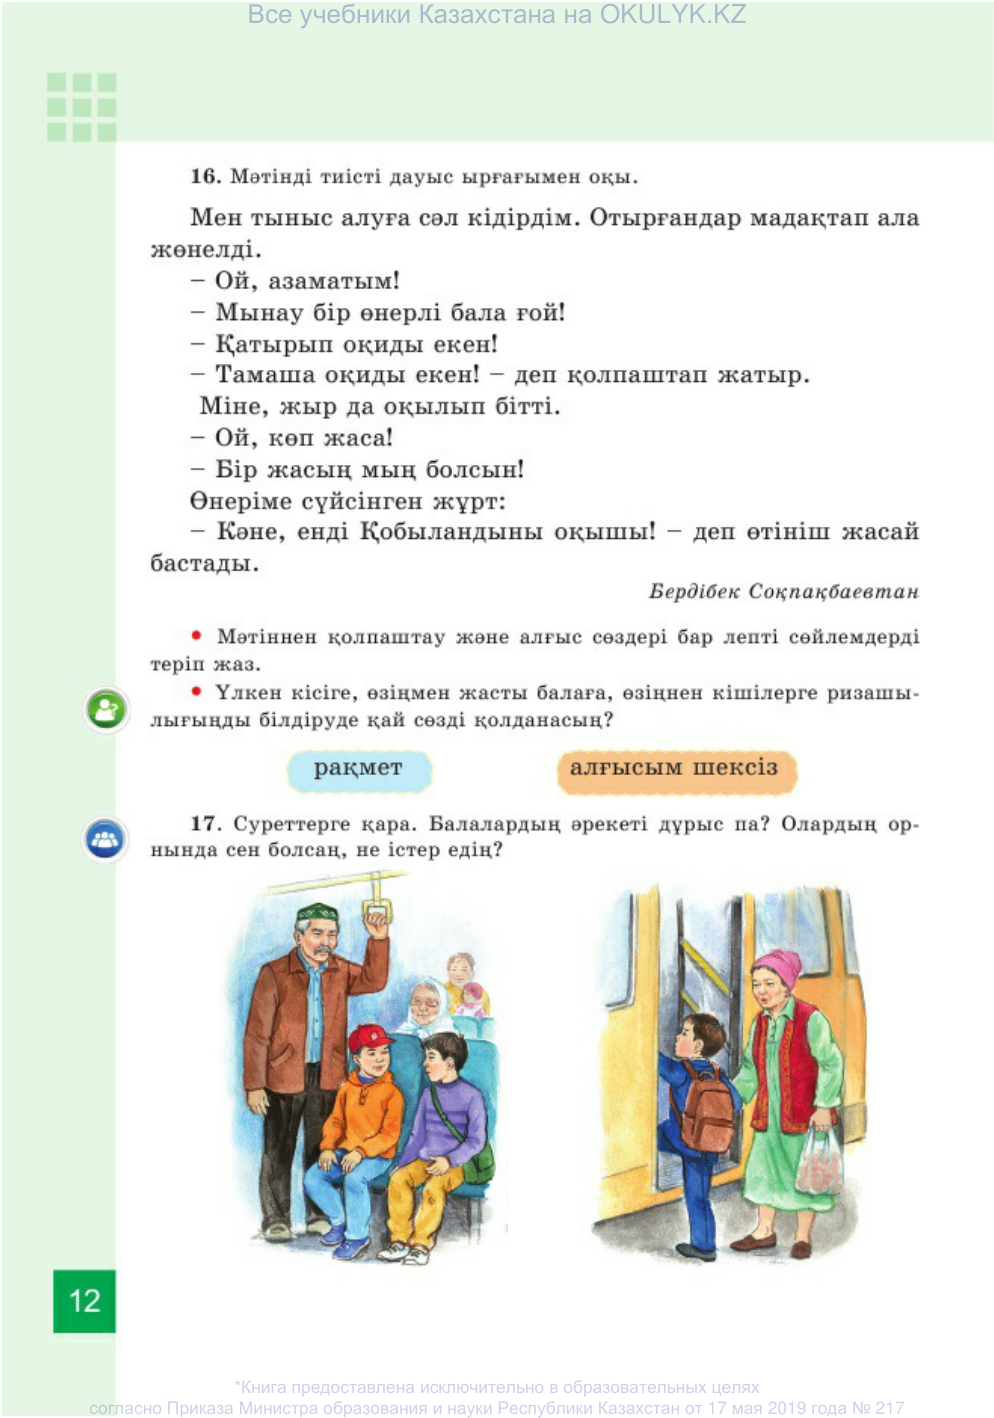 Все учебники Казахстана на OKULYK.KZ
16. Мәтінді тиісті дауыс ырғағымен оқы.
Мен тыныс алуға сәл кідірдім. Отырғандар мадақтап ала
жөнелді.
– Ой, азаматым!
– Мынау бір өнерлі бала ғой!
– Қатырып оқиды екен!
– Тамаша оқиды екен! – деп қолпаштап жатыр.
Міне, жыр да оқылып бітті.
– Ой, көп жаса!
– Бір жасың мың болсын!
Өнеріме сүйсінген жұрт:
– Кәне, енді Қобыландыны оқышы! – деп өтініш жасай
бастады.
Бердібек Соқпақбаевтан
• Мәтіннен қолпаштау және алғыс сөздері бар лепті сөйлемдерді
теріп жаз.
• Үлкен кісіге, өзіңмен жасты балаға, өзіңнен кішілерге ризашы-
лығыңды білдіруде қай сөзді қолданасың?
рақмет алғысым шексіз
17. Суреттерге қара. Балалардың әрекеті дұрыс па? Олардың ор-
нында сен болсаң, не істер едің?
12
*Книга предоставлена исключительно в образовательных целях
согласно Приказа Министра образования и науки Республики Казахстан от 17 мая 2019 года № 217